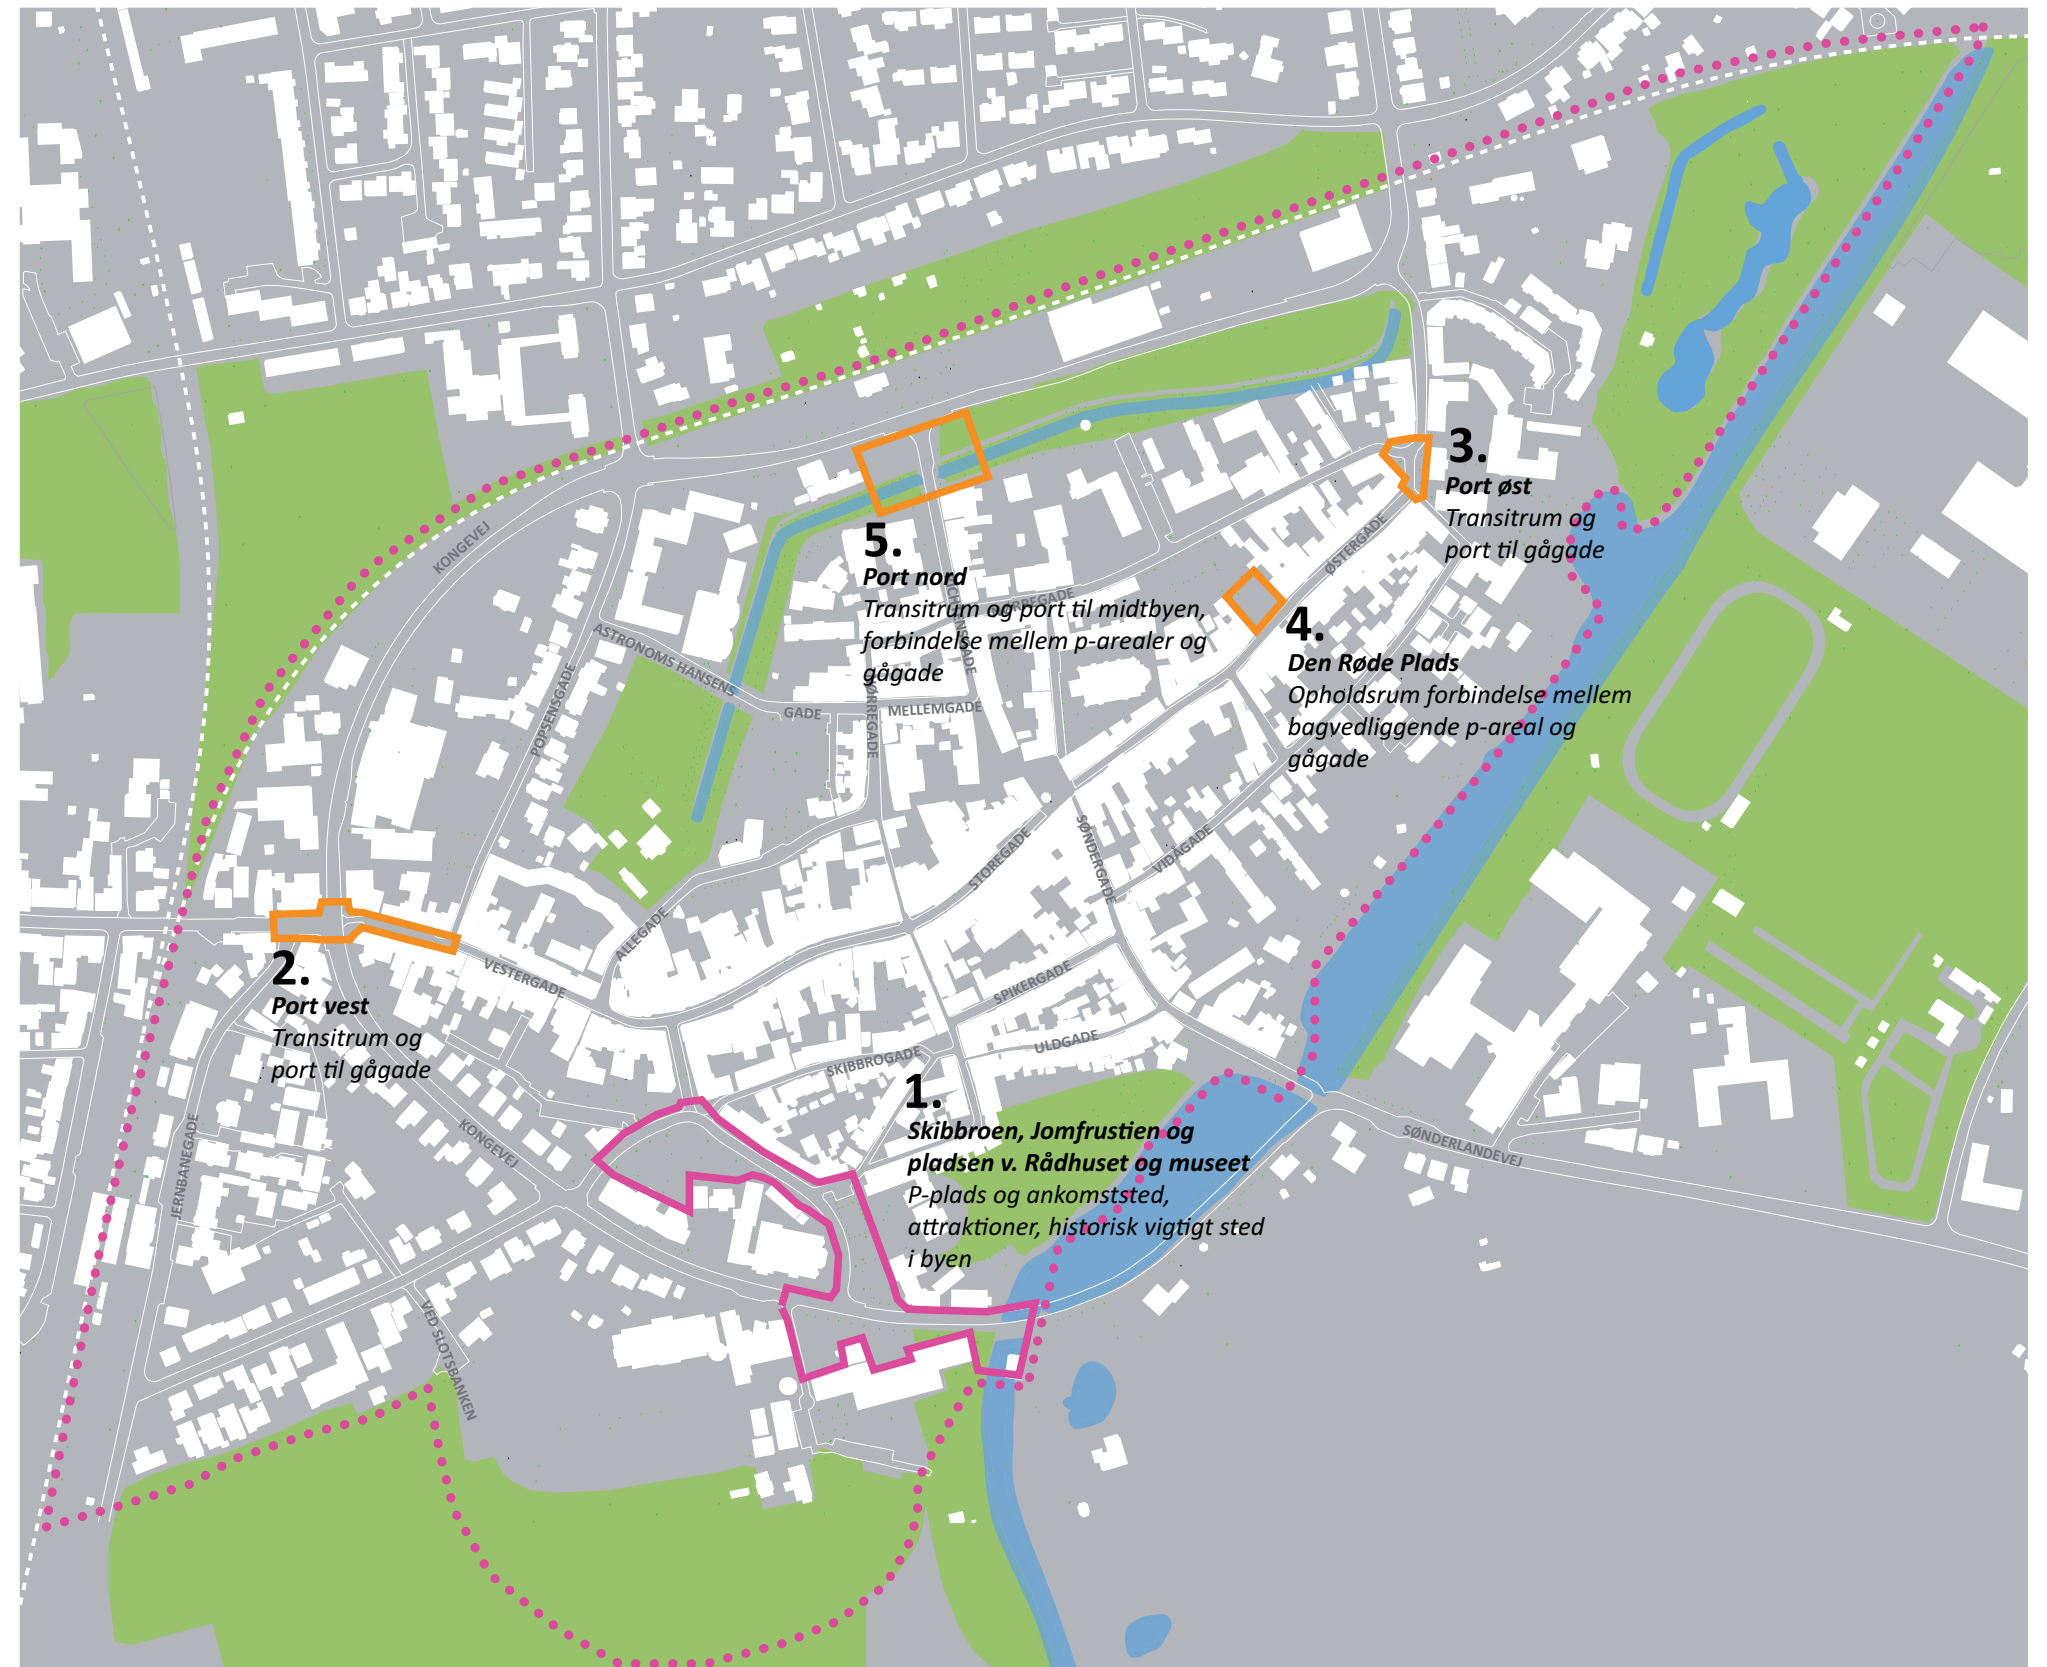 KONGEVEJ
3.
Port øst
Transitrum og
port til gågade
ØSTERGADE
5.
Port nord
Transitrum og port til midtbyen,
forbindelse mellem p-arealer og
gågade
4.
Den Røde Plads
Opholdsrum forbindelse mellem
bagvedliggende p-areal og
gågade
ASTRONOMS HANSENS
GADE
MELLEMGADE
POPSENSGADE
STOREGADE
SØNDERGADE
VIDÅGADE
ALLEGADE
VESTERGADE
SPIKERGADE
ULDGADE
SKIBBROGADE
2.
Port vest
Transitrum og
port til gågade
1.
Skibbroen, Jomfrustien og
pladsen v. Rådhuset og museet
P-plads og ankomststed,
attraktioner, historisk vigtigt sted
i byen
KONGEVEJ
JERNBANEGADE
SØNDERLANDEVEJ
VED SLOTSBANKEN